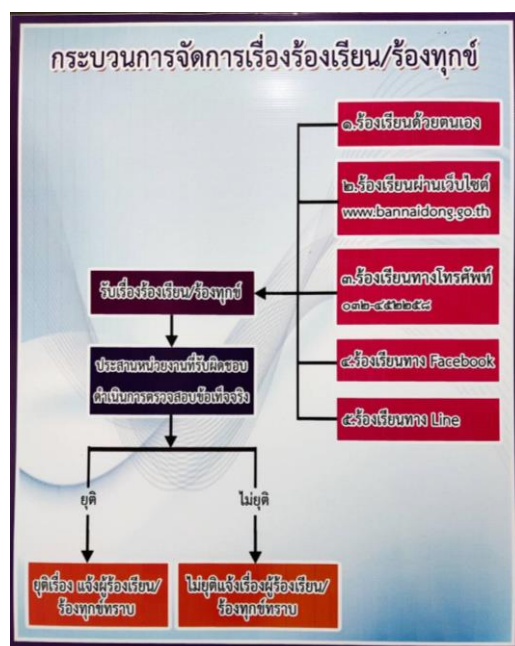 กระบวนการจัดการเรื่องร้องเรียน/ร้องทุกข์
๑.ร้องเรียนด้วยตนเอง
๒.ร้องเรียนผ่านเว็บไซต์
www.bannaidong.go.th
๓.ร้องเรียนทางโทรศัพท์
๐๓๒-๔๕๒๒๕๘
๔.ร้องเรียนทาง Facebook
๕.ร้องเรียนทาง Line
รับเรื่องร้องเรียน/ร้องทุกข์
ประสานหน่วยงานที่รับผิดชอบ
ดำเนินการตรวจสอบข้อเท็จจริง
ยุติ
ไม่ยุติ
ยุติเรื่อง แจ้งผู้ร้องเรียน/
ร้องทุกข์ทราบ
ไม่ยุติแจ้งเรื่องผู้ร้องเรียน/
ร้องทุกข์ทราบ